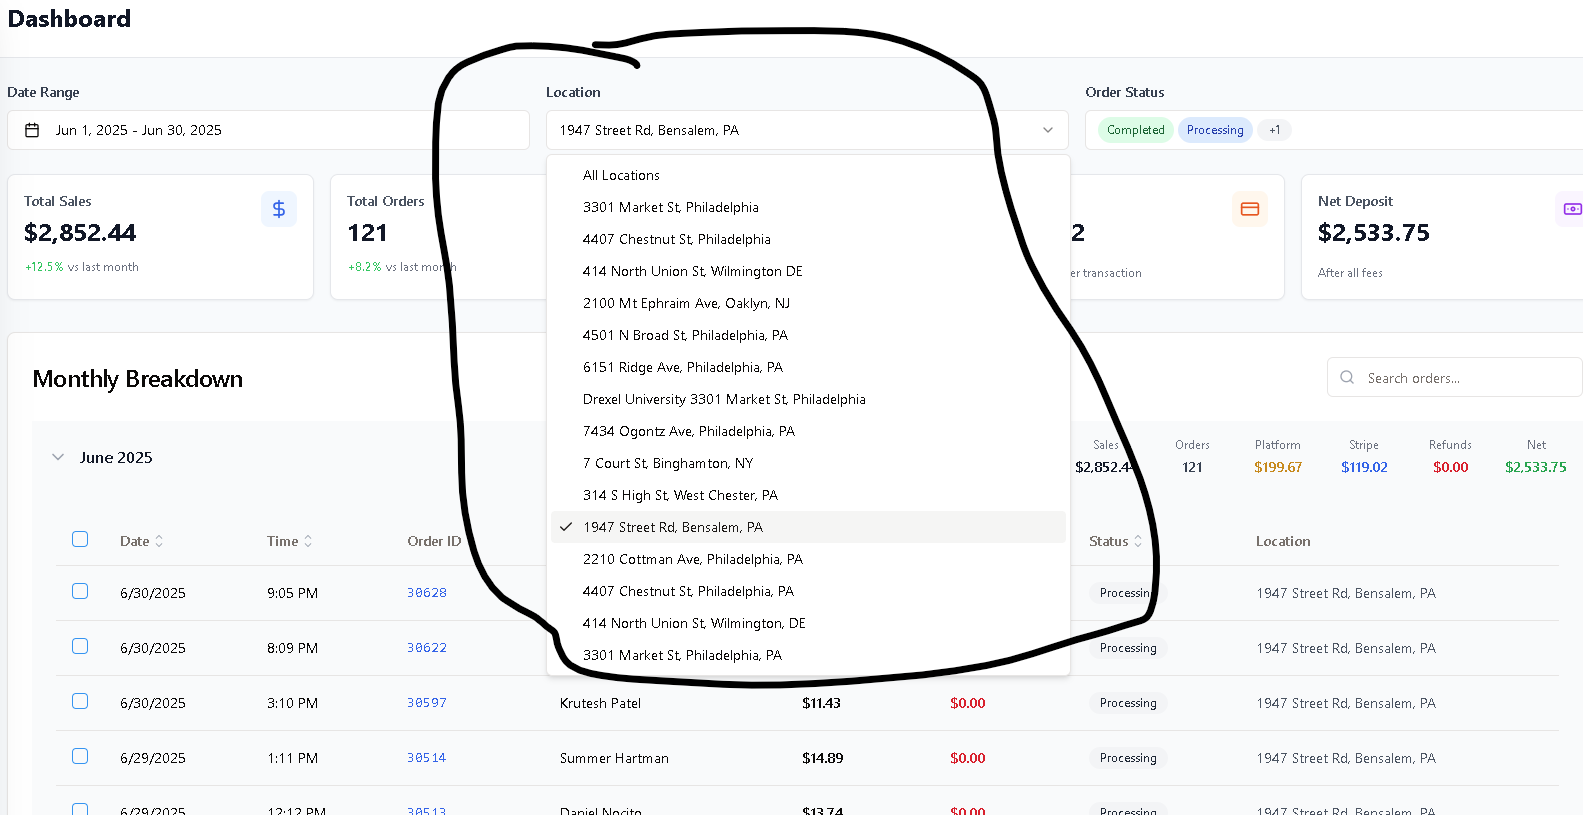 Dashboard
Date Range
Jun 1, 2025 - Jun 30, 2025
Location
1947 Street Rd, Bensalem, PA
Order Status
Completed Processing +1
All Locations
3301 Market St, Philadelphia
4407 Chestnut St, Philadelphia
414 North Union St, Wilmington DE
2100 Mt Ephraim Ave, Oaklyn, NJ
4501 N Broad St, Philadelphia, PA
6151 Ridge Ave, Philadelphia, PA
Drexel University 3301 Market St, Philadelphia
7434 Ogontz Ave, Philadelphia, PA
7 Court St, Binghamton, NY
314 S High St, West Chester, PA
1947 Street Rd, Bensalem, PA
2210 Cottman Ave, Philadelphia, PA
4407 Chestnut St, Philadelphia, PA
414 North Union St, Wilmington, DE
3301 Market St, Philadelphia, PA
Total Sales
$2,852.44
+12.5% vs last month
Total Orders
121
+8.2% vs last month
2
er transaction
Net Deposit
$2,533.75
After all fees
Monthly Breakdown
Search orders...
June 2025
Sales Orders Platform Stripe Refunds Net
$2,852.44 121 $199.67 $119.02 $0.00 $2,533.75
Date Time Order ID Status Location
6/30/2025 9:05 PM 30628 Processing 1947 Street Rd, Bensalem, PA
6/30/2025 8:09 PM 30622 Processing 1947 Street Rd, Bensalem, PA
6/30/2025 3:10 PM 30597 Krutesh Patel $11.43 $0.00 Processing 1947 Street Rd, Bensalem, PA
6/29/2025 1:11 PM 30514 Summer Hartman $14.89 $0.00 Processing 1947 Street Rd, Bensalem, PA
6/29/2025 12:12 PM 30513 Daniel Nocito $13.74 $0.00 Processing 1947 Street Rd, Bensalem, PA